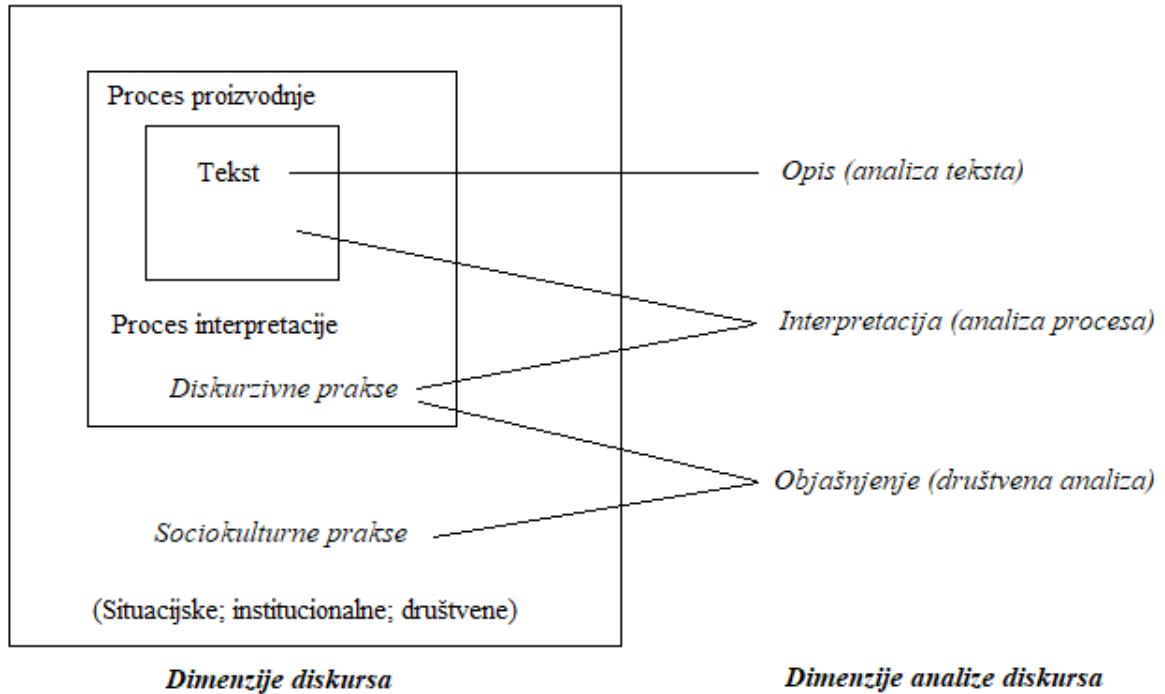 Proces proizvodnje
Tekst
Opis (analiza teksta)
Proces interpretacije
Interpretacija (analiza procesa)
Diskurzivne prakse
Objašnjenje (društvena analiza)
Sociokulturne prakse
(Situacijske; institucionalne; društvene)
Dimenzije diskursa
Dimenzije analize diskursa